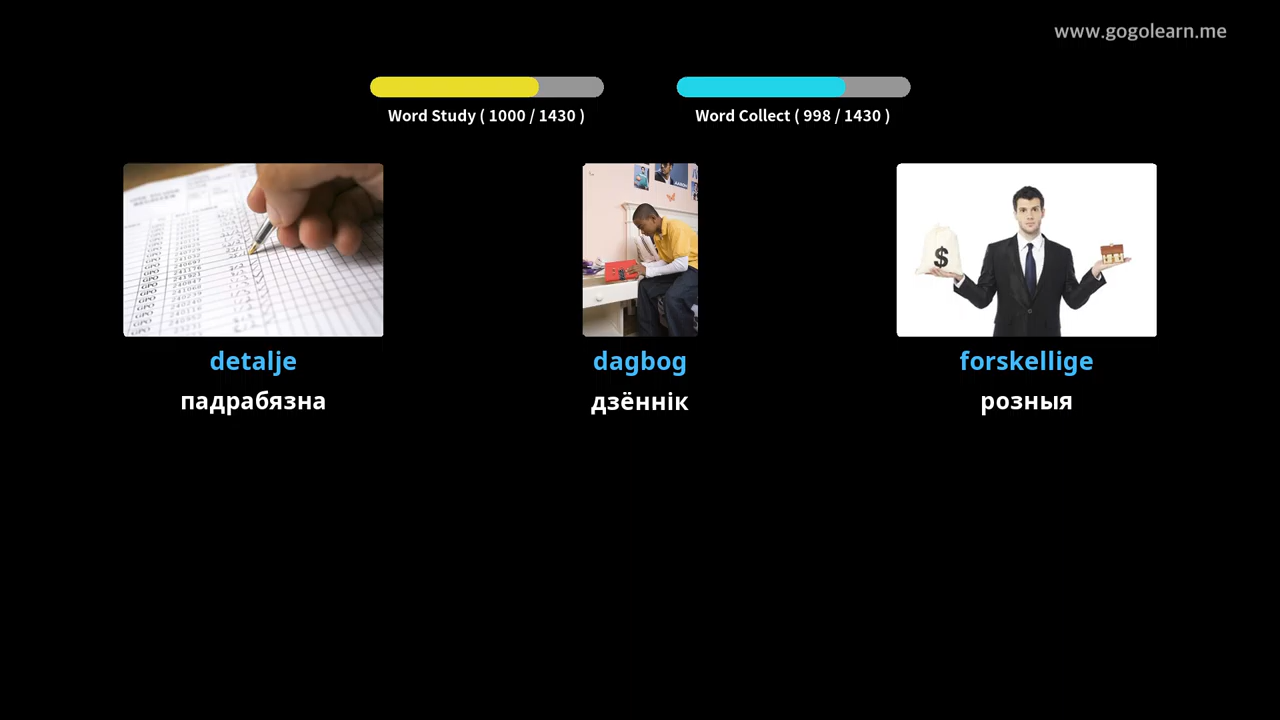 www.gogolearn.me
Word Study ( 1000 / 1430 )
Word Collect ( 998 / 1430 )
detalje
dagbog
forskellige
падрабязна
дзённік
розныя